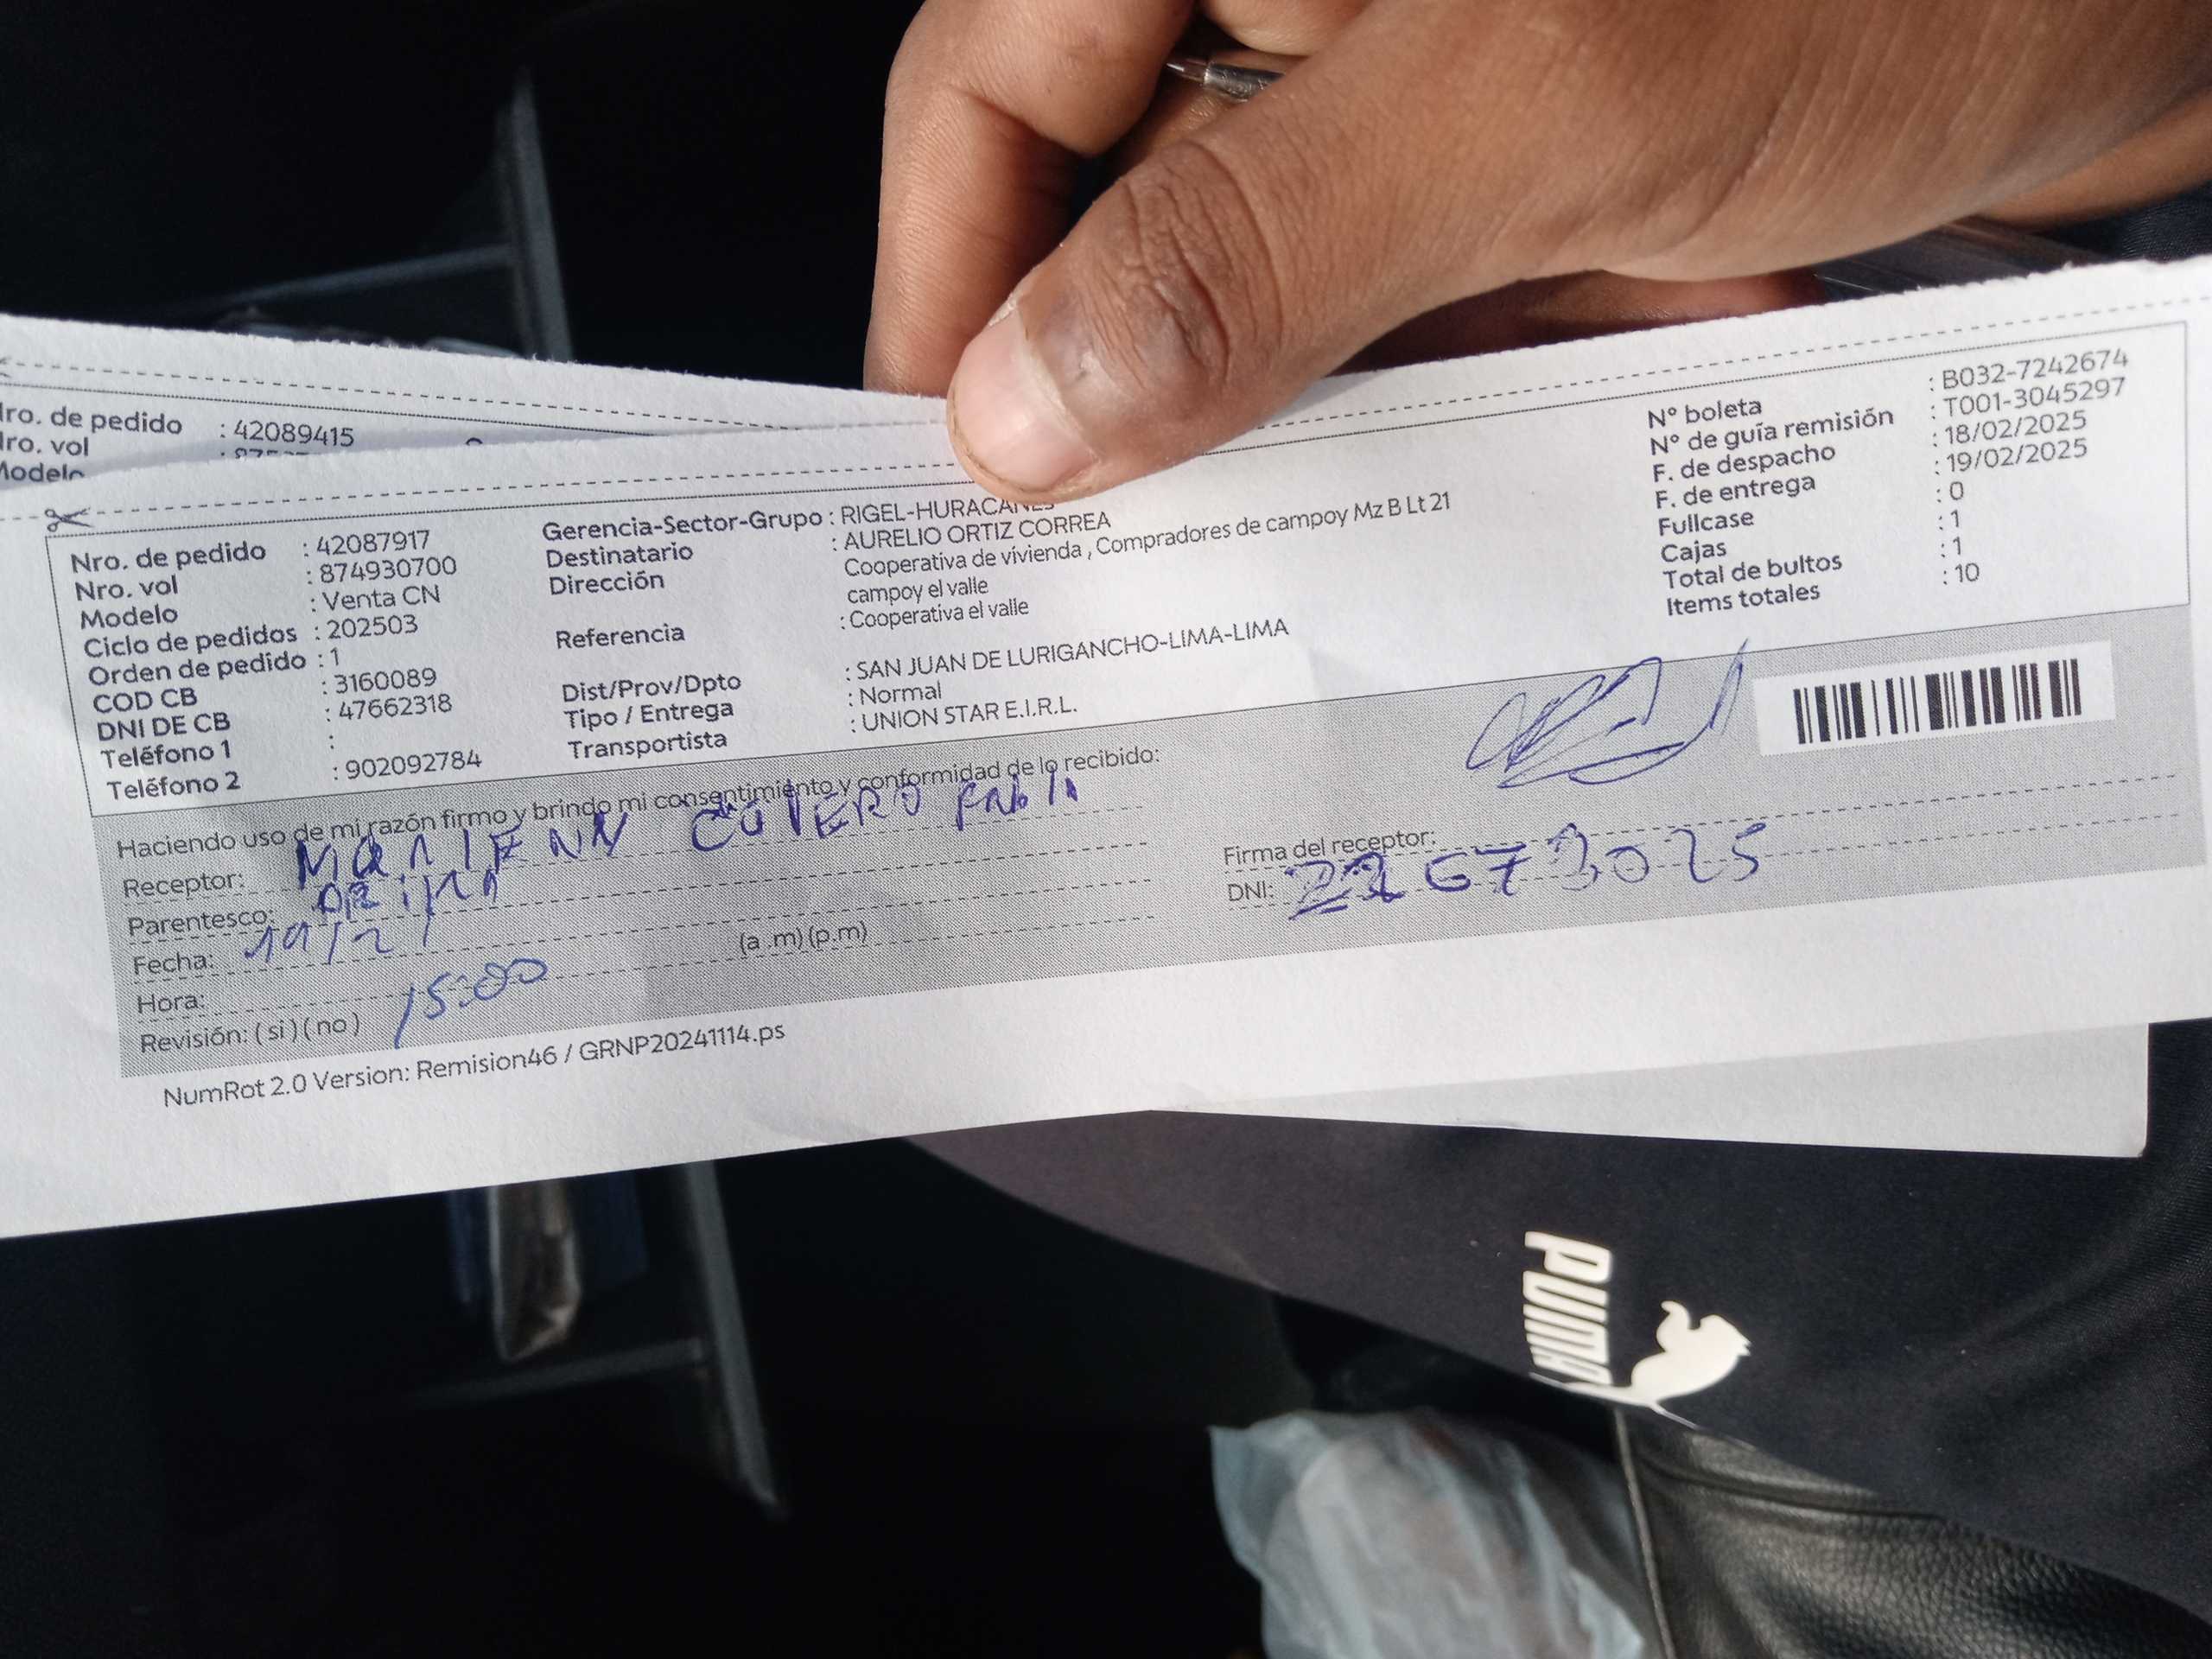 Nro. de pedido : 42089415
Nro. vol
Nro. de pedido : 42087917
Nro. vol : 874930700
Modelo : Venta CN
Ciclo de pedidos : 202503
Orden de pedido : 1
COD CB : 3160089
DNI DE CB : 47662318
Teléfono 1 :
Teléfono 2 : 902092784
Gerencia-Sector-Grupo : RIGEL-HURACANES
Destinatario : AURELIO ORTIZ CORREA
Dirección Cooperativa de vivienda , Compradores de campoy Mz B Lt 21
campoy el valle
Referencia : Cooperativa el valle
Dist/Prov/Dpto : SAN JUAN DE LURIGANCHO-LIMA-LIMA
Tipo / Entrega : Normal
Transportista : UNION STAR E.I.R.L.
N° boleta : B032-7242674
N° de guía remisión : T001-3045297
F. de despacho : 18/02/2025
F. de entrega : 19/02/2025
Fullcase : 0
Cajas : 1
Total de bultos : 1
Items totales : 10
Haciendo uso de mi razón firmo y brindo mi consentimiento y conformidad de lo recibido:
Receptor:
Parentesco:
Fecha: 19/2/
Hora: 15:00 (a .m) (p.m)
Revisión: ( si ) ( no )
Firma del receptor:
DNI:
NumRot 2.0 Version: Remision46 / GRNP20241114.ps
PUMA